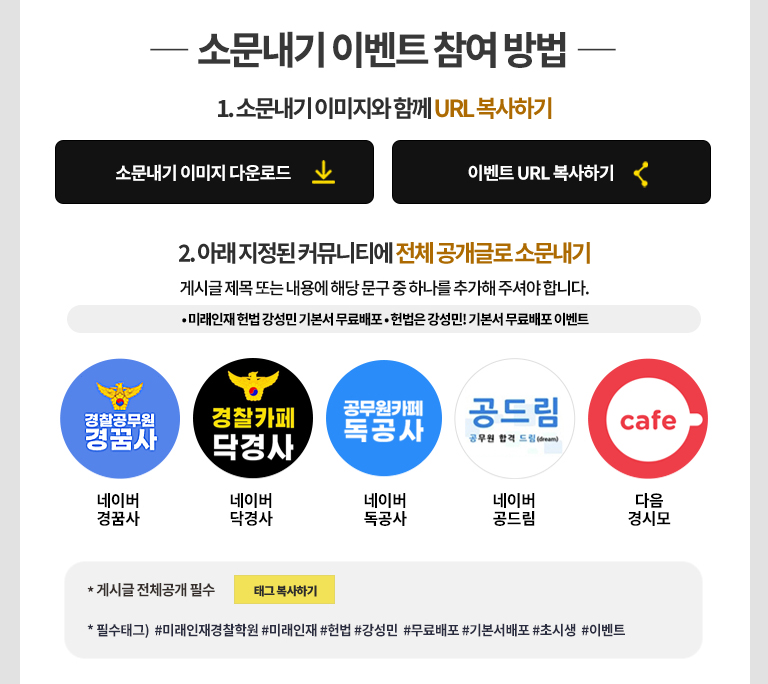 소문내기 이벤트 참여 방법
1. 소문내기 이미지와 함께 URL 복사하기
소문내기 이미지 다운로드
이벤트 URL 복사하기
2. 아래 지정된 커뮤니티에 전체 공개글로 소문내기
게시글 제목 또는 내용에 해당 문구 중 하나를 추가해 주셔야 합니다.
• 미래인재 헌법 강성민 기본서 무료배포 • 헌법은 강성민! 기본서 무료배포 이벤트
경찰공무원
경꿈사
경찰카페
닥경사
공무원카페
독공사
공드림
공무원 합격 드림(dream)
cafe
네이버
경꿈사
네이버
닥경사
네이버
독공사
네이버
공드림
다음
경시모
* 게시글 전체공개 필수
태그 복사하기
* 필수태그) #미래인재경찰학원 #미래인재 #헌법 #강성민 #무료배포 #기본서배포 #초시생 #이벤트